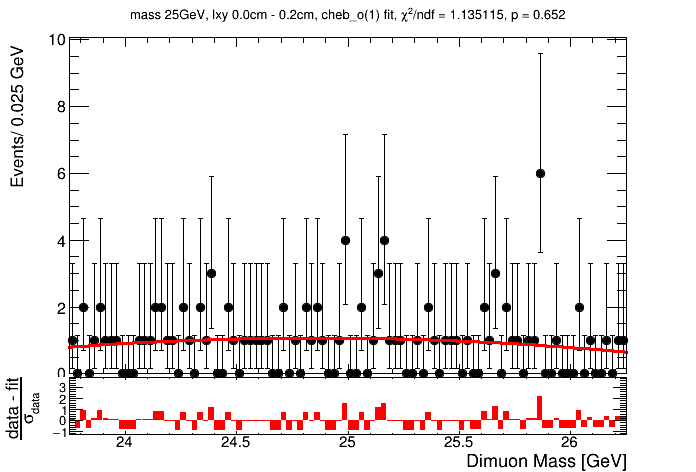 mass 25GeV, lxy 0.0cm - 0.2cm, cheb_o(1) fit, χ²/ndf = 1.135115, p = 0.652
Events/ 0.025 GeV
10
8
6
4
2
0
data - fit
σdata
3
2
1
0
−1
24 24.5 25 25.5 26
Dimuon Mass [GeV]